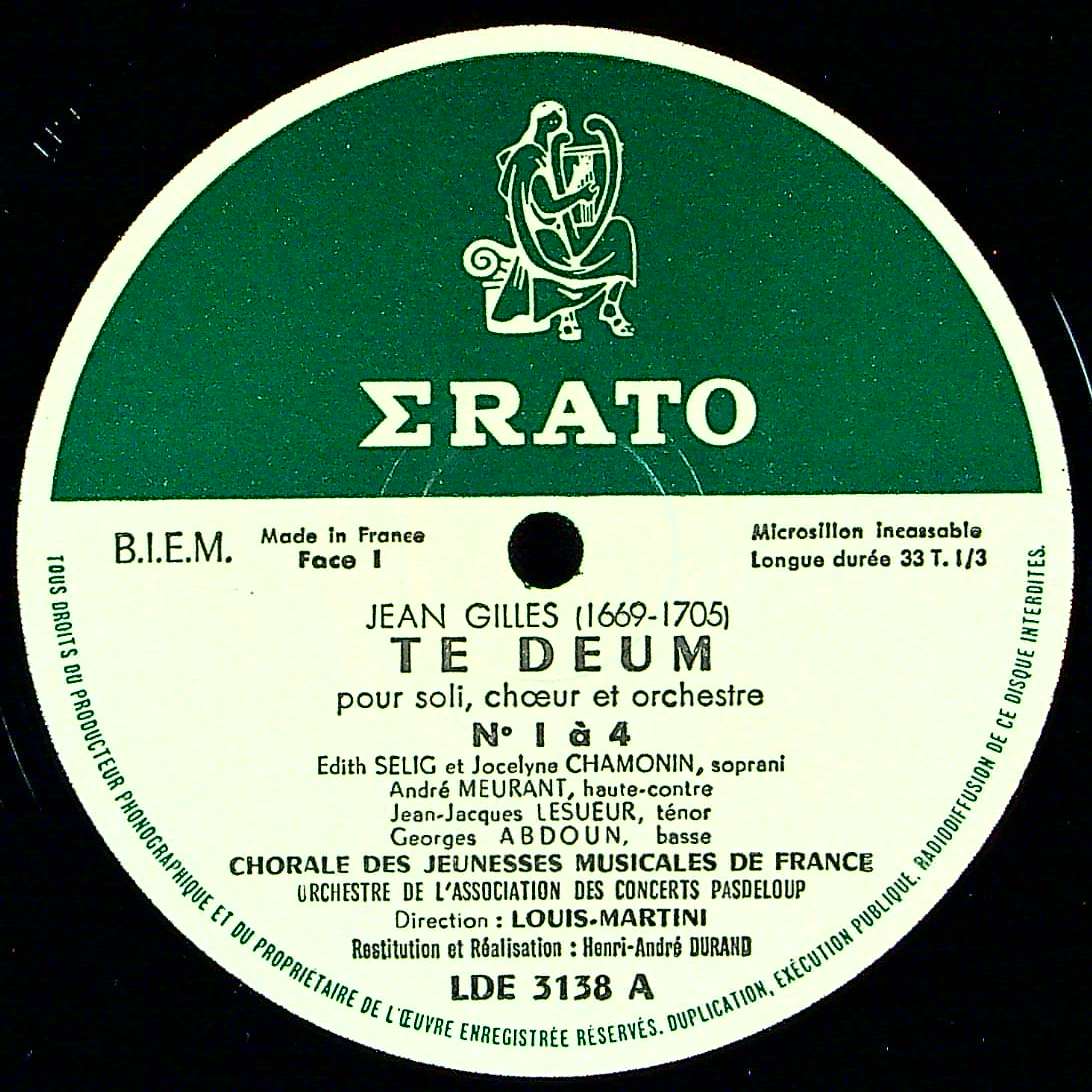 ΣRATO
B.I.E.M.
Made in France
Face 1
Microsillon incassable
Longue durée 33 T. 1/3
JEAN GILLES (1669-1705)
TE DEUM
pour soli, chœur et orchestre
N° 1 à 4
Edith SELIG et Jocelyne CHAMONIN, soprani
André MEURANT, haute-contre
Jean-Jacques LESUEUR, ténor
Georges ABDOUN, basse
CHORALE DES JEUNESSES MUSICALES DE FRANCE
ORCHESTRE DE L'ASSOCIATION DES CONCERTS PASDELOUP
Direction : LOUIS-MARTINI
Restitution et Réalisation : Henri-André DURAND
LDE 3138 A
TOUS DROITS DU PRODUCTEUR PHONOGRAPHIQUE ET DU PROPRIÉTAIRE DE L'ŒUVRE ENREGISTRÉE RÉSERVÉS. DUPLICATION, EXÉCUTION PUBLIQUE, RADIODIFFUSION DE CE DISQUE INTERDITES.